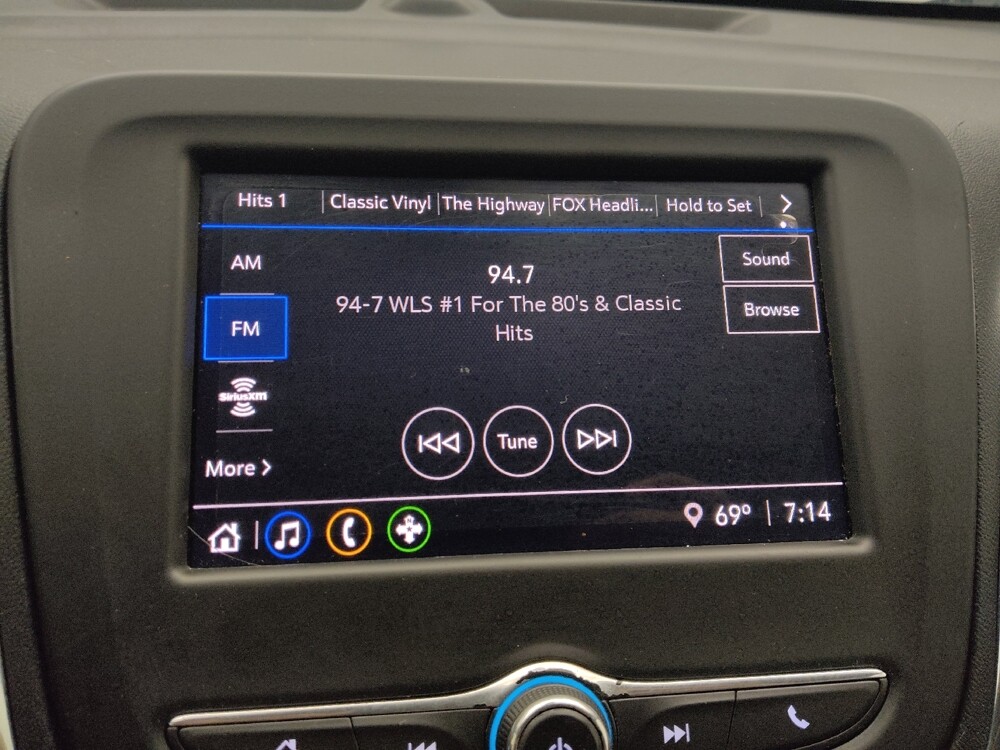 Hits 1 | Classic Vinyl | The Highway | FOX Headli... | Hold to Set |
AM
Sound
94.7
94-7 WLS #1 For The 80's & Classic
Hits
Browse
FM
SiriusXm
Tune
More >
69° | 7:14